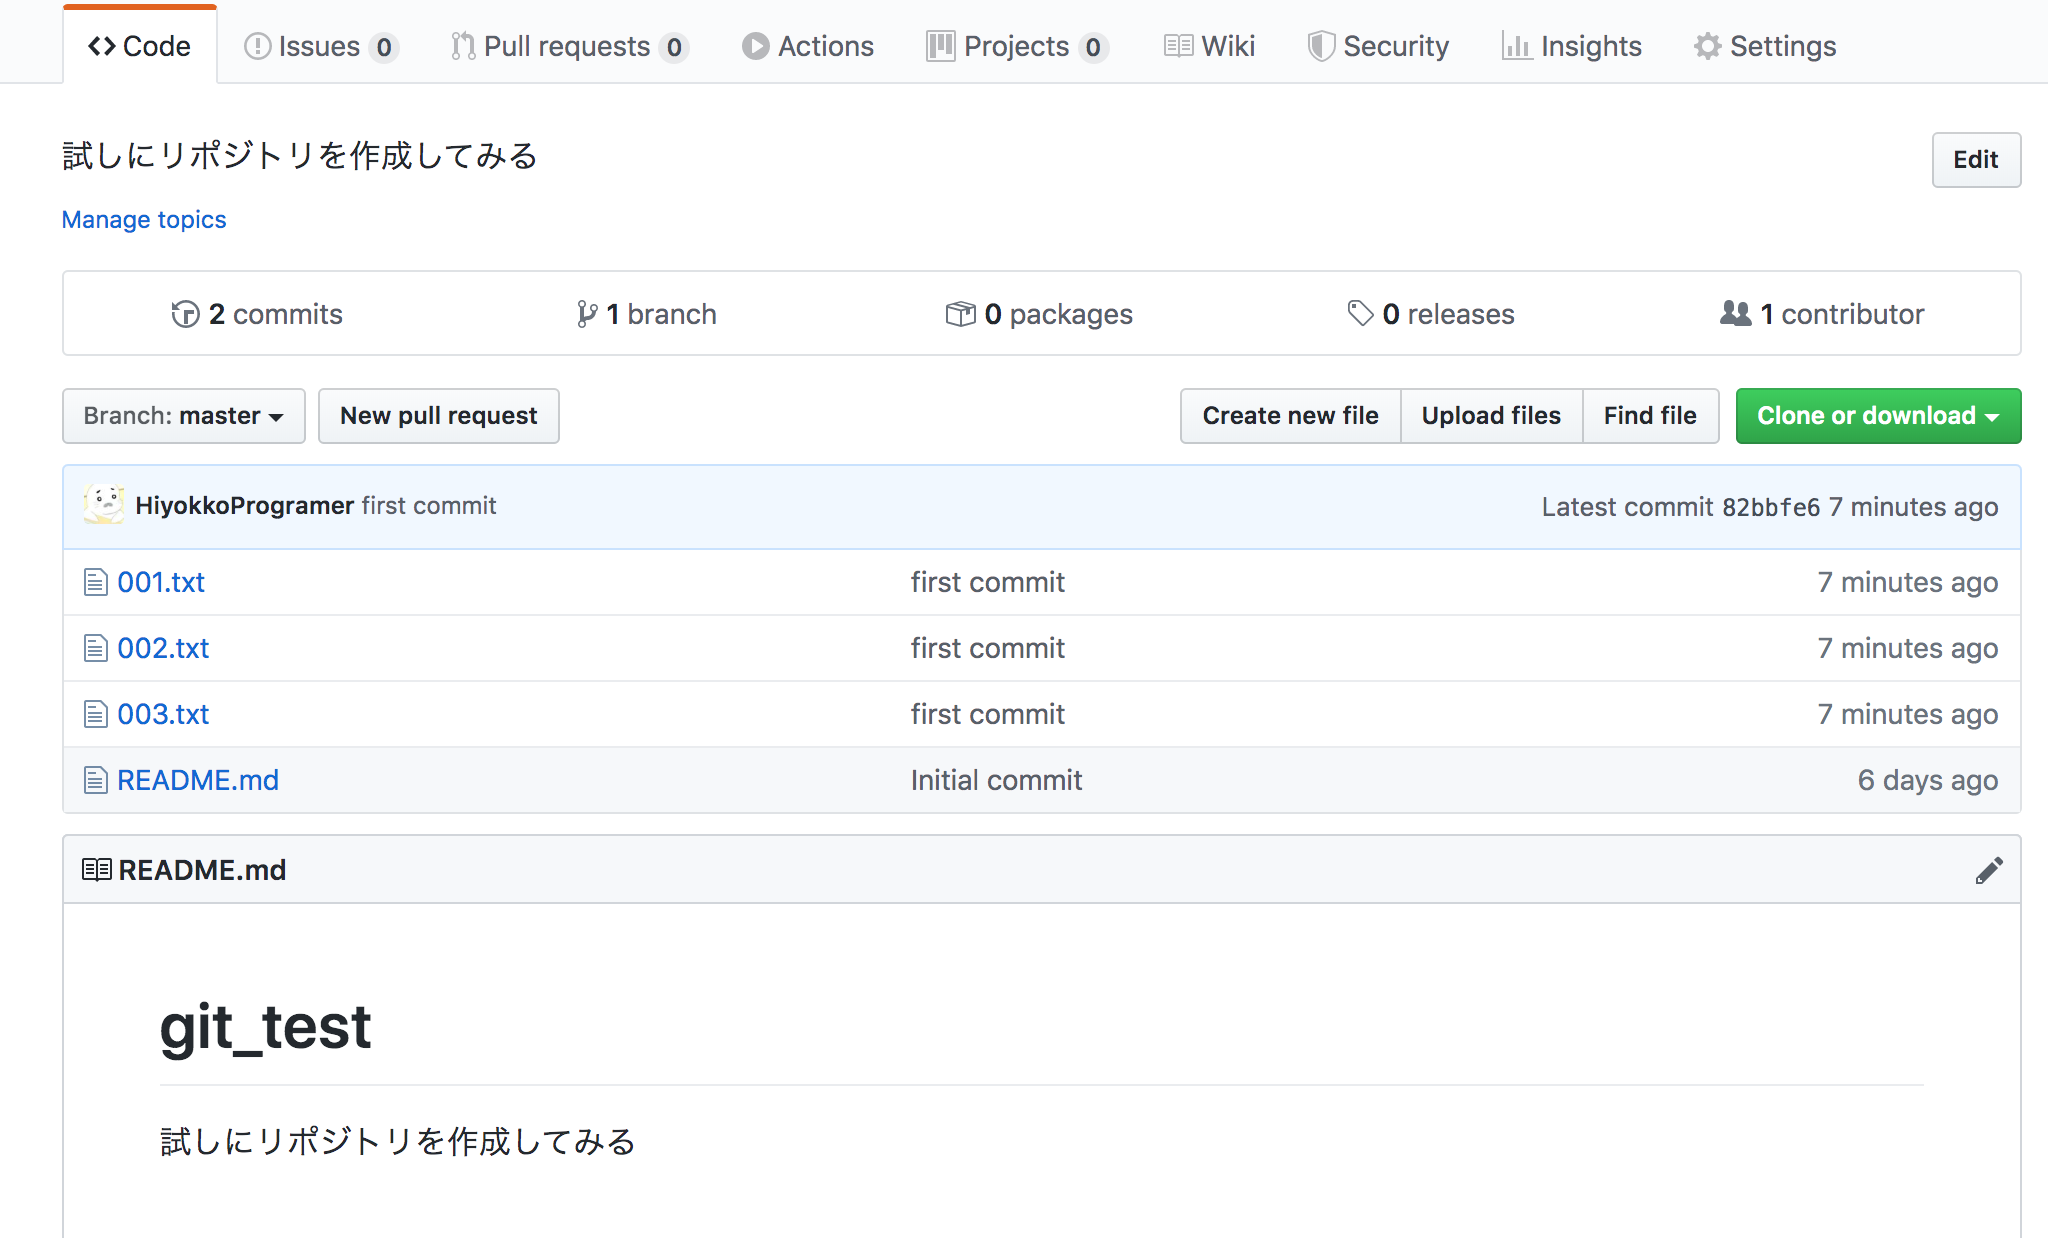 Code Issues 0 Pull requests 0 Actions Projects 0 Wiki Security Insights Settings
試しにリポジトリを作成してみる Edit
Manage topics
2 commits 1 branch 0 packages 0 releases 1 contributor
Branch: master New pull request Create new file Upload files Find file Clone or download
HiyokkoProgramer first commit Latest commit 82bbfe6 7 minutes ago
001.txt first commit 7 minutes ago
002.txt first commit 7 minutes ago
003.txt first commit 7 minutes ago
README.md Initial commit 6 days ago
README.md
git_test
試しにリポジトリを作成してみる